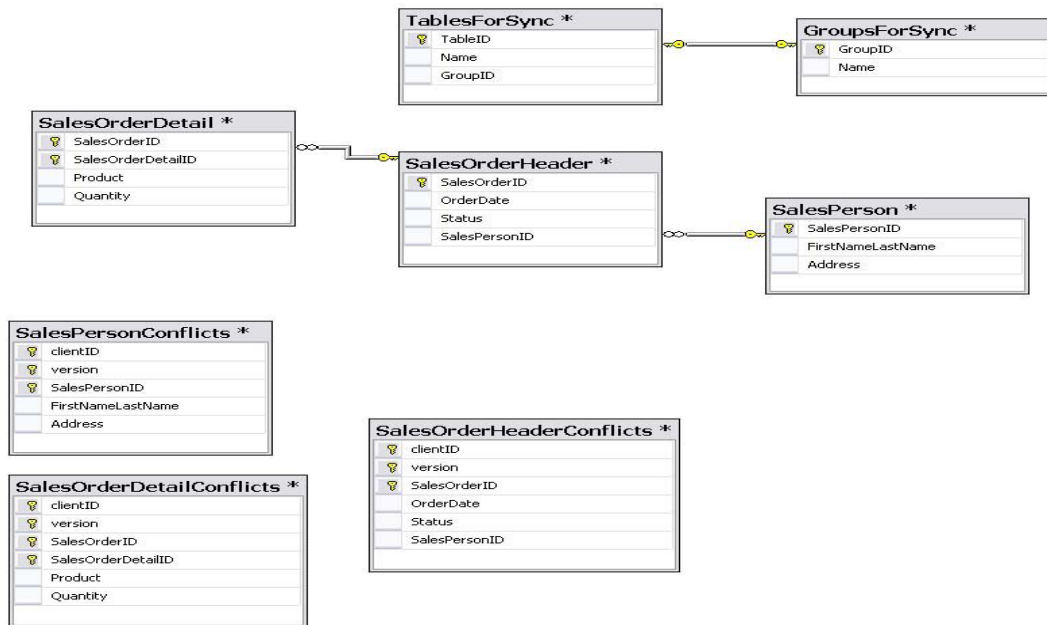 TablesForSync *
TableID
Name
GroupID
GroupsForSync *
GroupID
Name
SalesOrderDetail *
SalesOrderID
SalesOrderDetailID
Product
Quantity
SalesOrderHeader *
SalesOrderID
OrderDate
Status
SalesPersonID
SalesPerson *
SalesPersonID
FirstNameLastName
Address
SalesPersonConflicts *
clientID
version
SalesPersonID
FirstNameLastName
Address
SalesOrderHeaderConflicts *
clientID
version
SalesOrderID
OrderDate
Status
SalesPersonID
SalesOrderDetailConflicts *
clientID
version
SalesOrderID
SalesOrderDetailID
Product
Quantity